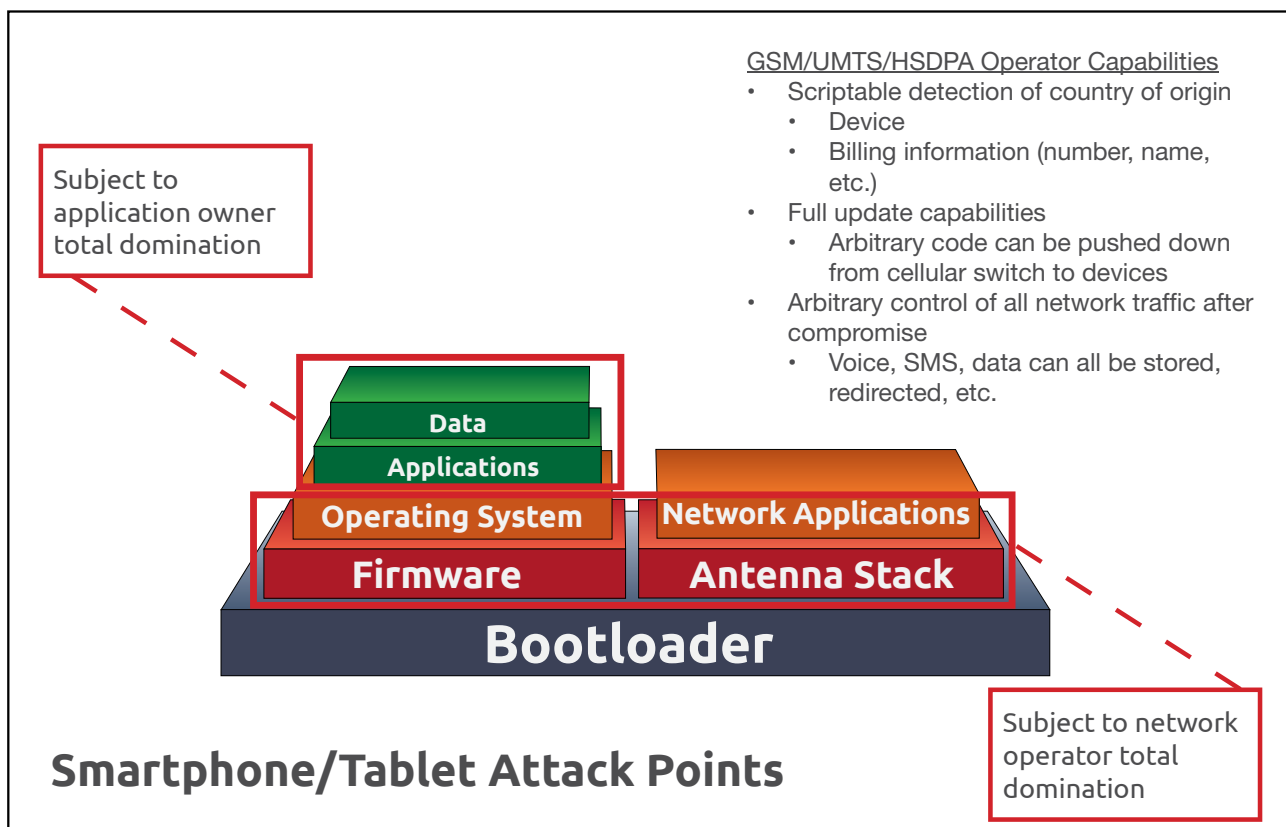 GSM/UMTS/HSDPA Operator Capabilities
• Scriptable detection of country of origin
• Device
• Billing information (number, name,
etc.)
• Full update capabilities
• Arbitrary code can be pushed down
from cellular switch to devices
• Arbitrary control of all network traffic after
compromise
• Voice, SMS, data can all be stored,
redirected, etc.
Subject to
application owner
total domination
Data
Applications
Operating System
Network Applications
Firmware
Antenna Stack
Bootloader
Subject to network
operator total
domination
Smartphone/Tablet Attack Points